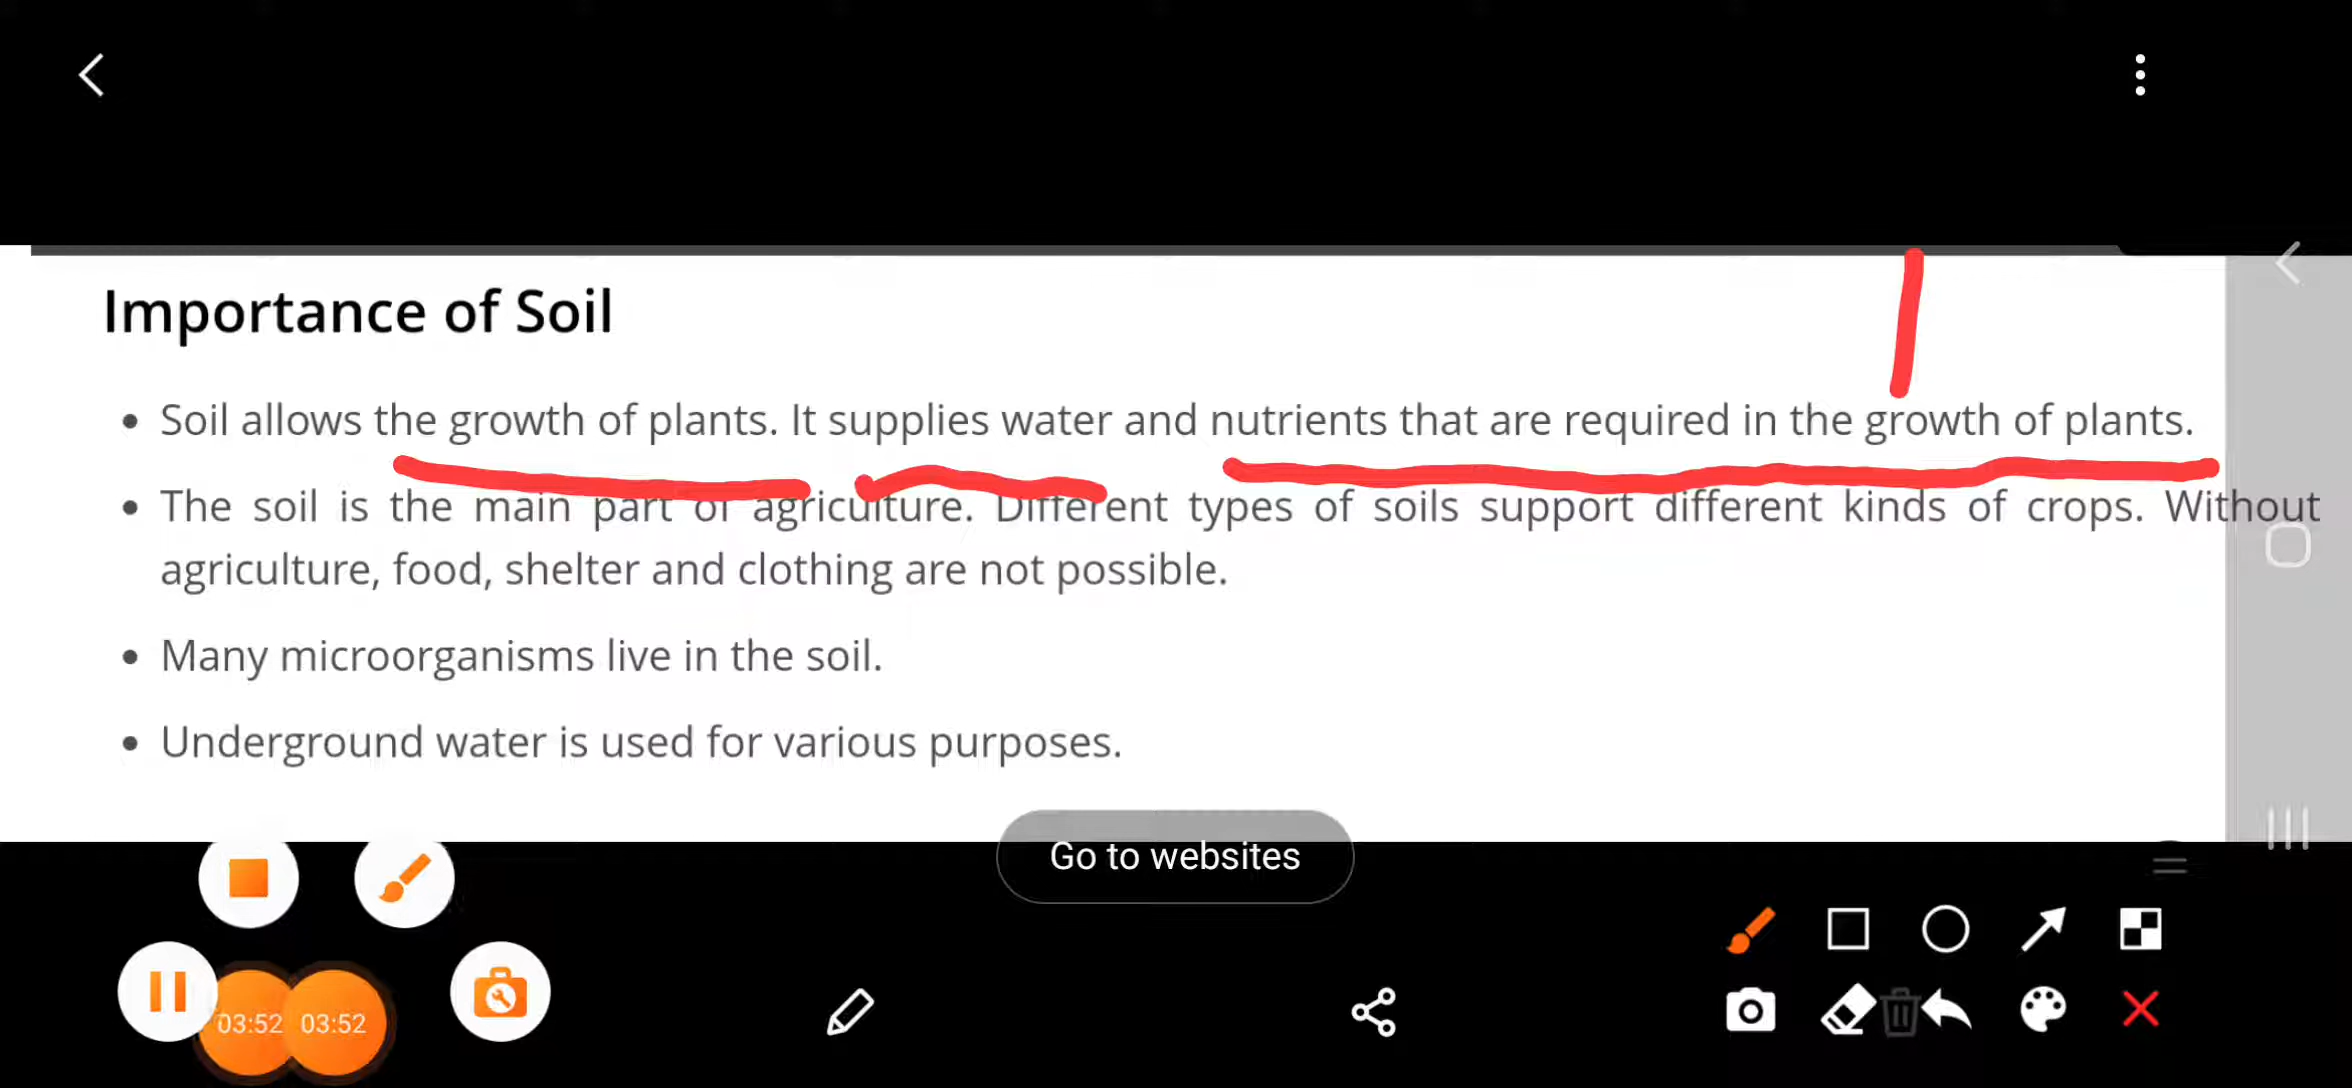 Importance of Soil
• Soil allows the growth of plants. It supplies water and nutrients that are required in the growth of plants.
• The soil is the main part of agriculture. Different types of soils support different kinds of crops. Without
agriculture, food, shelter and clothing are not possible.
• Many microorganisms live in the soil.
• Underground water is used for various purposes.
Go to websites
03:52 03:52